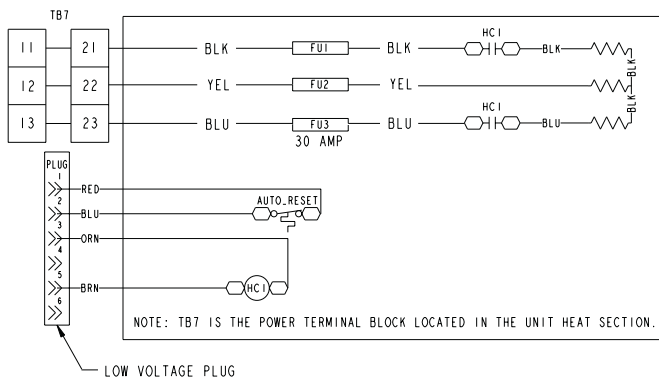 TB7
HC1
11 21 BLK FU1 BLK BLK
BLK
12 22 YEL FU2 YEL
HC1
BLK
13 23 BLU FU3 BLU BLU
30 AMP
PLUG
1
RED
2
AUTO_RESET
BLU
3
ORN
4
5
BRN HC1
6
NOTE: TB7 IS THE POWER TERMINAL BLOCK LOCATED IN THE UNIT HEAT SECTION.
LOW VOLTAGE PLUG